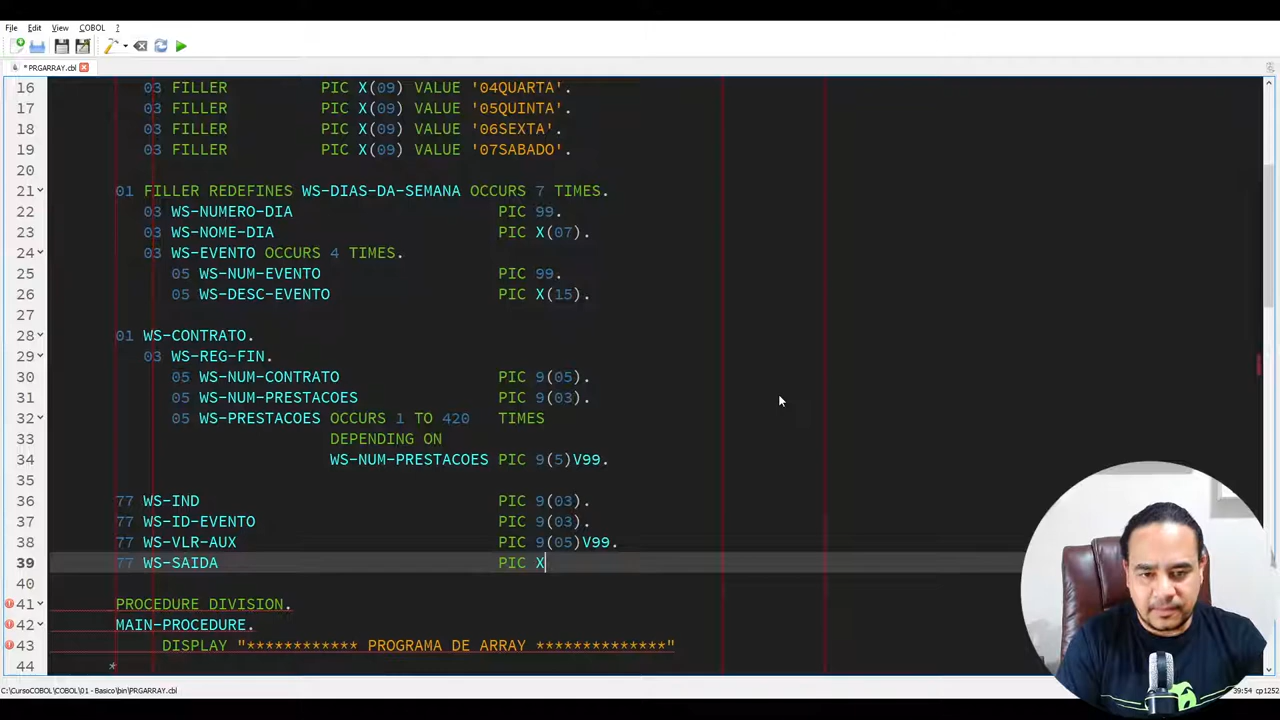 File Edit View COBOL ?
* PRGARRAY.cbl
16 03 FILLER PIC X(09) VALUE '04QUARTA'.
17 03 FILLER PIC X(09) VALUE '05QUINTA'.
18 03 FILLER PIC X(09) VALUE '06SEXTA'.
19 03 FILLER PIC X(09) VALUE '07SABADO'.
20
21 01 FILLER REDEFINES WS-DIAS-DA-SEMANA OCCURS 7 TIMES.
22 03 WS-NUMERO-DIA PIC 99.
23 03 WS-NOME-DIA PIC X(07).
24 03 WS-EVENTO OCCURS 4 TIMES.
25 05 WS-NUM-EVENTO PIC 99.
26 05 WS-DESC-EVENTO PIC X(15).
27
28 01 WS-CONTRATO.
29 03 WS-REG-FIN.
30 05 WS-NUM-CONTRATO PIC 9(05).
31 05 WS-NUM-PRESTACOES PIC 9(03).
32 05 WS-PRESTACOES OCCURS 1 TO 420 TIMES
33 DEPENDING ON
34 WS-NUM-PRESTACOES PIC 9(5)V99.
35
36 77 WS-IND PIC 9(03).
37 77 WS-ID-EVENTO PIC 9(03).
38 77 WS-VLR-AUX PIC 9(05)V99.
39 77 WS-SAIDA PIC X
40
41 PROCEDURE DIVISION.
42 MAIN-PROCEDURE.
43 DISPLAY "************ PROGRAMA DE ARRAY **************"
44 *
C:\CursoCOBOL\COBOL\01 - Basico\bin\PRGARRAY.cbl 39:54 cp1252